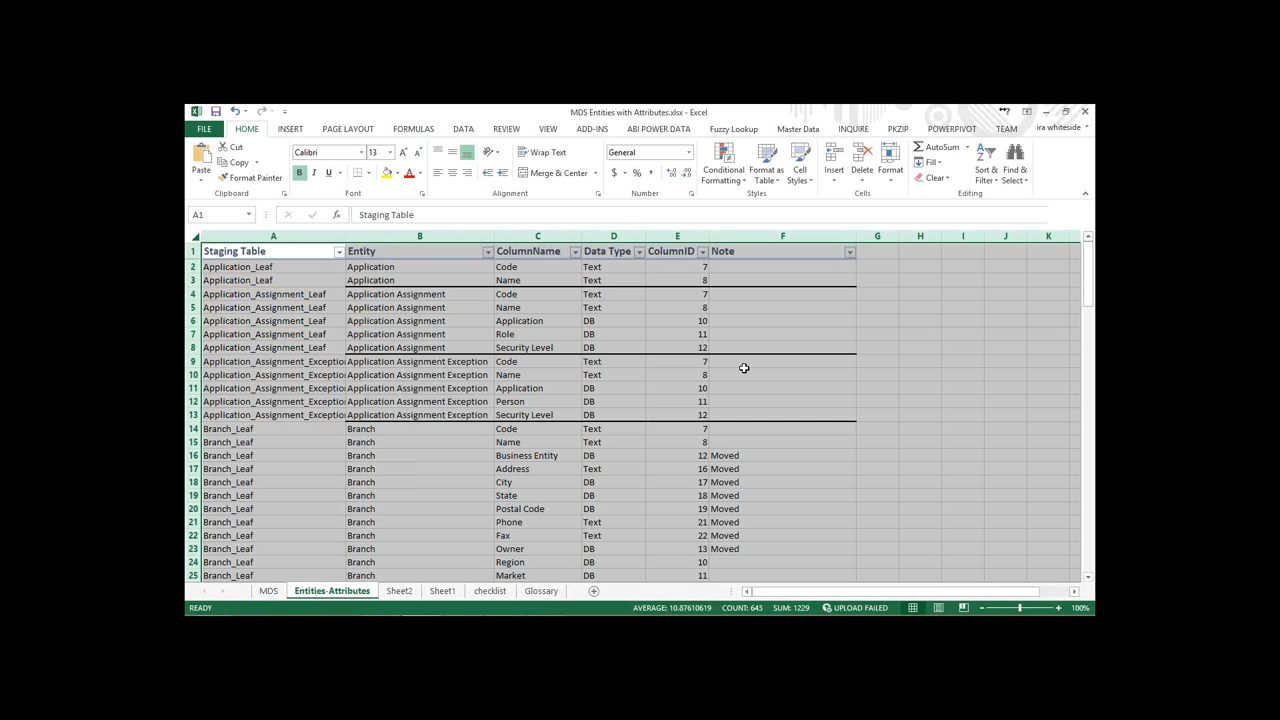 MDS Entities with Attributes.xlsx - Excel
FILE HOME INSERT PAGE LAYOUT FORMULAS DATA REVIEW VIEW ADD-INS ABI POWER DATA Fuzzy Lookup Master Data INQUIRE PKZIP POWERPIVOT TEAM ira whiteside
Paste
Cut
Copy
Format Painter
Clipboard
Calibri 13
B I U
Font
Wrap Text
Merge & Center
Alignment
General
$ % ,
Number
Conditional Formatting
Format as Table
Cell Styles
Styles
Insert Delete Format
Cells
AutoSum
Fill
Clear
Sort & Filter
Find & Select
Editing
A1 Staging Table
A B C D E F G H I J K
1 Staging Table Entity ColumnName Data Type ColumnID Note
2 Application_Leaf Application Code Text 7
3 Application_Leaf Application Name Text 8
4 Application_Assignment_Leaf Application Assignment Code Text 7
5 Application_Assignment_Leaf Application Assignment Name Text 8
6 Application_Assignment_Leaf Application Assignment Application DB 10
7 Application_Assignment_Leaf Application Assignment Role DB 11
8 Application_Assignment_Leaf Application Assignment Security Level DB 12
9 Application_Assignment_Exception Application Assignment Exception Code Text 7
10 Application_Assignment_Exception Application Assignment Exception Name Text 8
11 Application_Assignment_Exception Application Assignment Exception Application DB 10
12 Application_Assignment_Exception Application Assignment Exception Person DB 11
13 Application_Assignment_Exception Application Assignment Exception Security Level DB 12
14 Branch_Leaf Branch Code Text 7
15 Branch_Leaf Branch Name Text 8
16 Branch_Leaf Branch Business Entity DB 12 Moved
17 Branch_Leaf Branch Address Text 16 Moved
18 Branch_Leaf Branch City DB 17 Moved
19 Branch_Leaf Branch State DB 18 Moved
20 Branch_Leaf Branch Postal Code DB 19 Moved
21 Branch_Leaf Branch Phone Text 21 Moved
22 Branch_Leaf Branch Fax Text 22 Moved
23 Branch_Leaf Branch Owner DB 13 Moved
24 Branch_Leaf Branch Region DB 10
25 Branch_Leaf Branch Market DB 11
MDS Entities-Attributes Sheet2 Sheet1 checklist Glossary
READY AVERAGE: 10.87610619 COUNT: 643 SUM: 1229 UPLOAD FAILED 100%